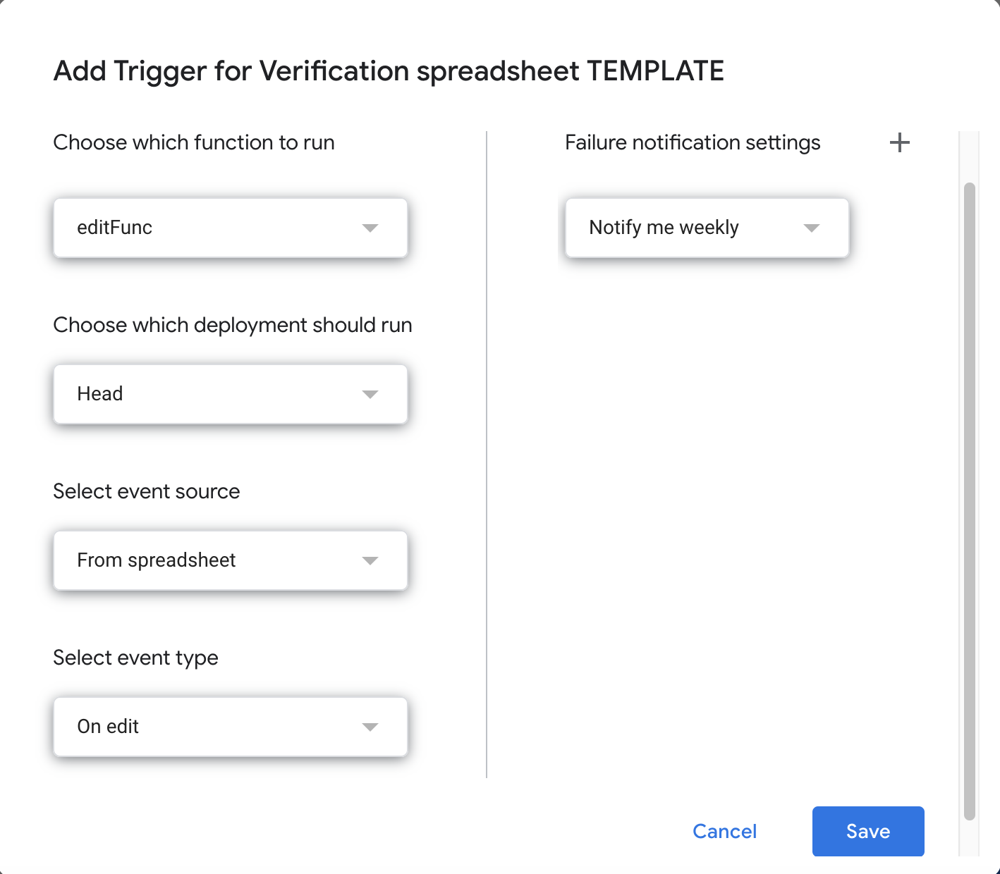 Add Trigger for Verification spreadsheet TEMPLATE
Choose which function to run
editFunc
Choose which deployment should run
Head
Select event source
From spreadsheet
Select event type
On edit
Failure notification settings
Notify me weekly
Cancel
Save